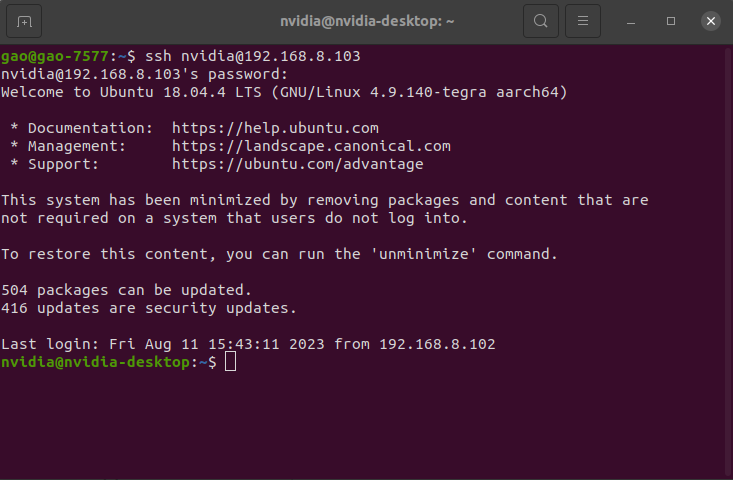 nvidia@nvidia-desktop: ~
gao@gao-7577:~$ ssh nvidia@192.168.8.103
nvidia@192.168.8.103's password:
Welcome to Ubuntu 18.04.4 LTS (GNU/Linux 4.9.140-tegra aarch64)
* Documentation:  https://help.ubuntu.com
* Management:     https://landscape.canonical.com
* Support:        https://ubuntu.com/advantage
This system has been minimized by removing packages and content that are
not required on a system that users do not log into.
To restore this content, you can run the 'unminimize' command.
504 packages can be updated.
416 updates are security updates.
Last login: Fri Aug 11 15:43:11 2023 from 192.168.8.102
nvidia@nvidia-desktop:~$